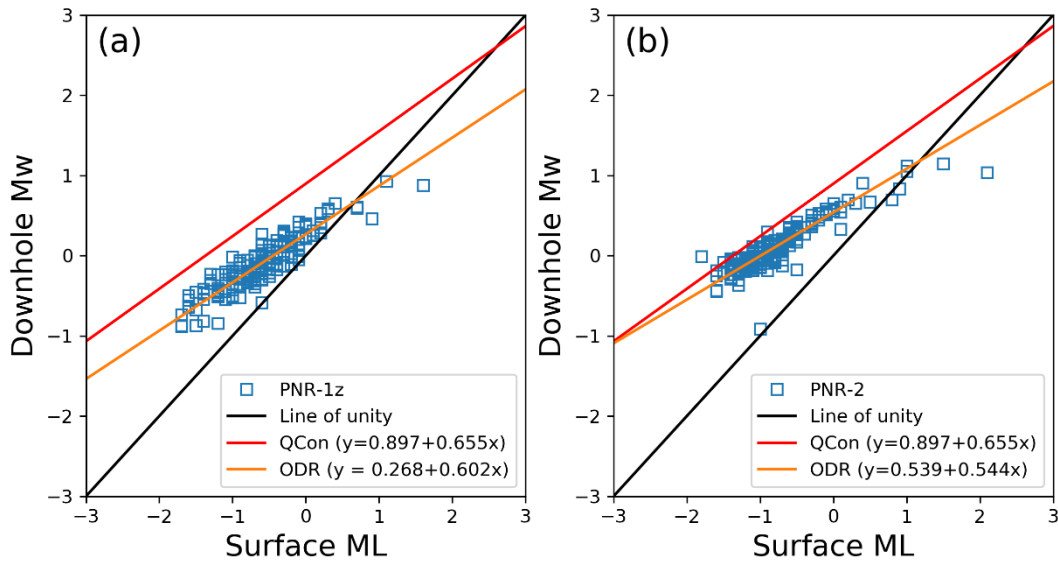 (a)
Downhole Mw
3
2
1
0
−1
−2
−3
PNR-1z
Line of unity
QCon (y=0.897+0.655x)
ODR (y = 0.268+0.602x)
−3 −2 −1 0 1 2 3
Surface ML
(b)
Downhole Mw
3
2
1
0
−1
−2
−3
PNR-2
Line of unity
QCon (y=0.897+0.655x)
ODR (y=0.539+0.544x)
−3 −2 −1 0 1 2 3
Surface ML